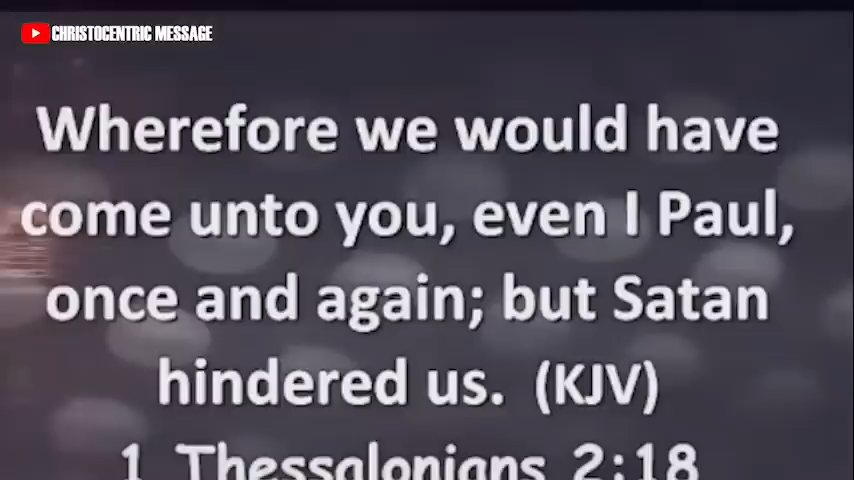 CHRISTOCENTRIC MESSAGE
Wherefore we would have
come unto you, even I Paul,
once and again; but Satan
hindered us. (KJV)
1 Thessalonians 2:18